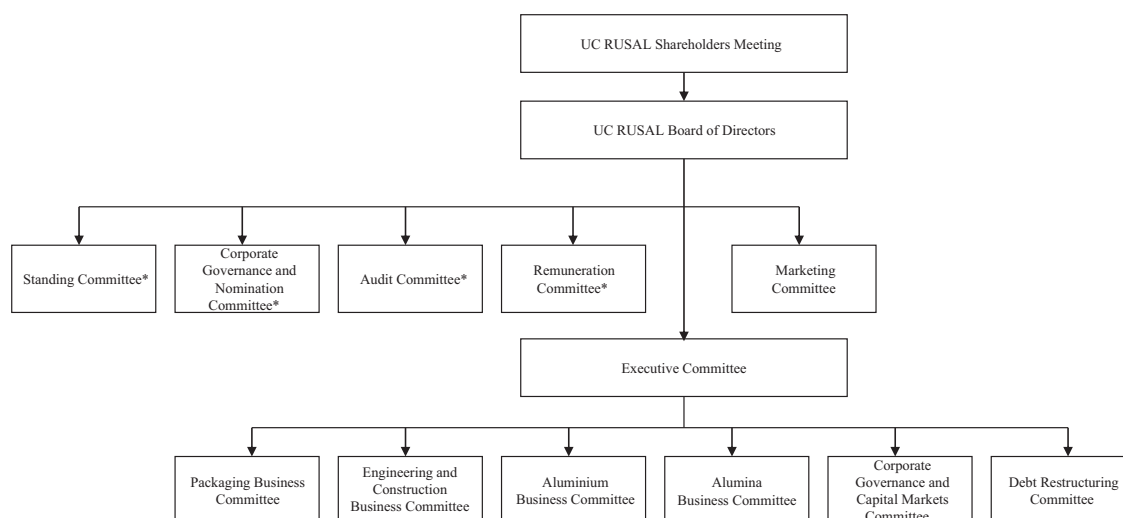 UC RUSAL Shareholders Meeting
UC RUSAL Board of Directors
Standing Committee*
Corporate
Governance and
Nomination
Committee*
Audit Committee*
Remuneration
Committee*
Marketing
Committee
Executive Committee
Packaging Business
Committee
Engineering and
Construction
Business Committee
Aluminium
Business Committee
Alumina
Business Committee
Corporate
Governance and
Capital Markets
Committee
Debt Restructuring
Committee